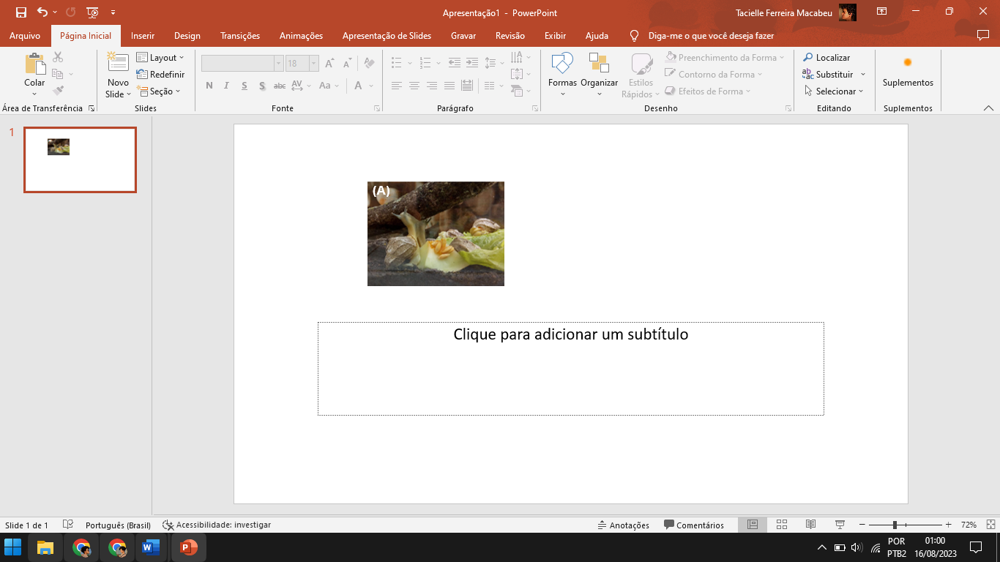 Apresentação1 - PowerPoint
Tacielle Ferreira Macabeu
Arquivo
Página Inicial
Inserir
Design
Transições
Animações
Apresentação de Slides
Gravar
Revisão
Exibir
Ajuda
Diga-me o que você deseja fazer
Colar
Área de Transferência
Novo
Slide
Layout
Redefinir
Seção
Slides
18
N I S S abc AV Aa A
Fonte
Parágrafo
Formas
Organizar
Estilos
Rápidos
Preenchimento da Forma
Contorno da Forma
Efeitos de Forma
Desenho
Localizar
Substituir
Selecionar
Editando
Suplementos
Suplementos
1
(A)
Clique para adicionar um subtítulo
Slide 1 de 1
Português (Brasil)
Acessibilidade: investigar
Anotações
Comentários
72%
POR
PTB2
01:00
16/08/2023